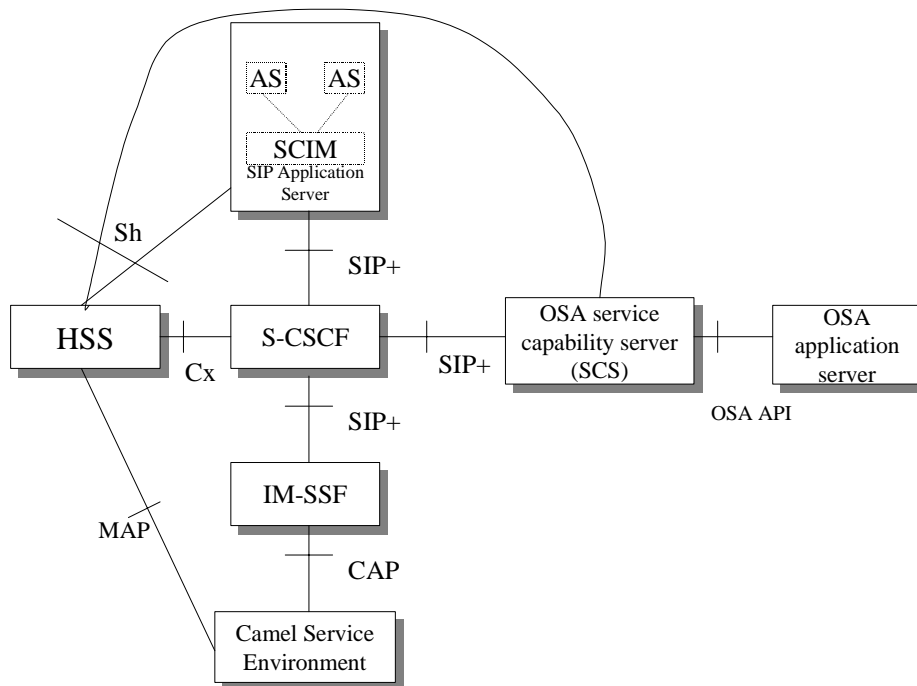 AS AS
SCIM
SIP Application
Server
Sh
SIP+
HSS
Cx
S-CSCF
SIP+
OSA service
capability server
(SCS)
OSA API
OSA
application
server
SIP+
IM-SSF
MAP
CAP
Camel Service
Environment